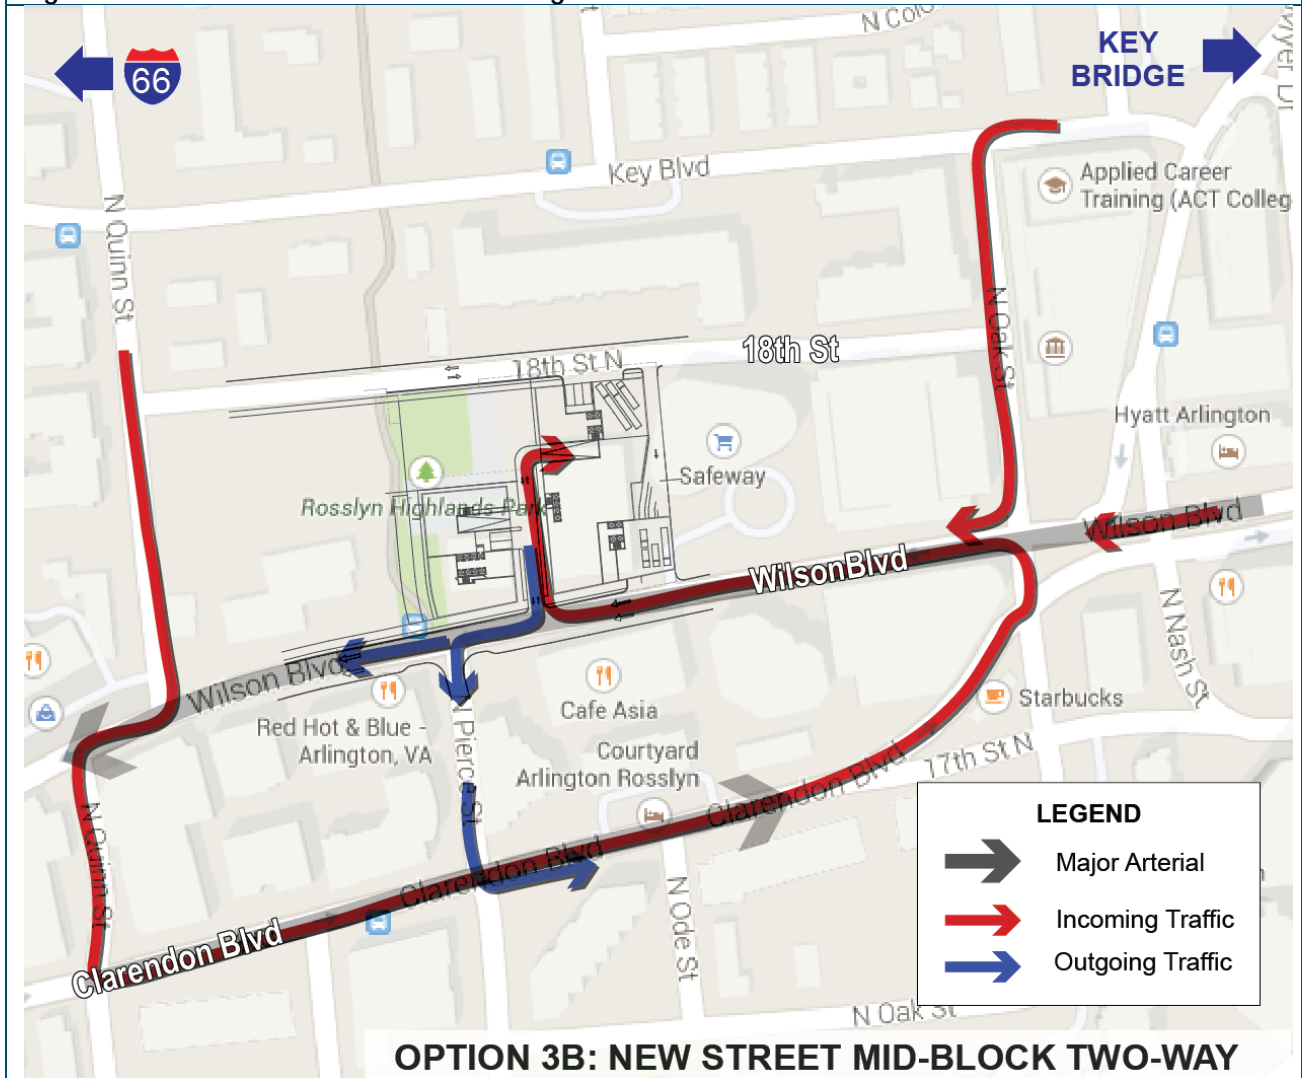 N Colo
KEY
BRIDGE
66
wyer Dr
Key Blvd
Applied Career
Training (ACT Colleg
N Quinn St
N Oak St
18th St N
18th St
Hyatt Arlington
Safeway
Rosslyn Highlands Park
Wilson Blvd
WilsonBlvd
N Nash St
Wilson Blvd
Cafe Asia
Starbucks
Red Hot & Blue -
Arlington, VA
N Pierce St
Courtyard
Arlington Rosslyn
17th St N
Clarendon Blvd
N Quinn St
Clarendon Blvd
Clarendon Blvd
N Ode St
LEGEND
Major Arterial
Incoming Traffic
Outgoing Traffic
N Oak St
OPTION 3B: NEW STREET MID-BLOCK TWO-WAY